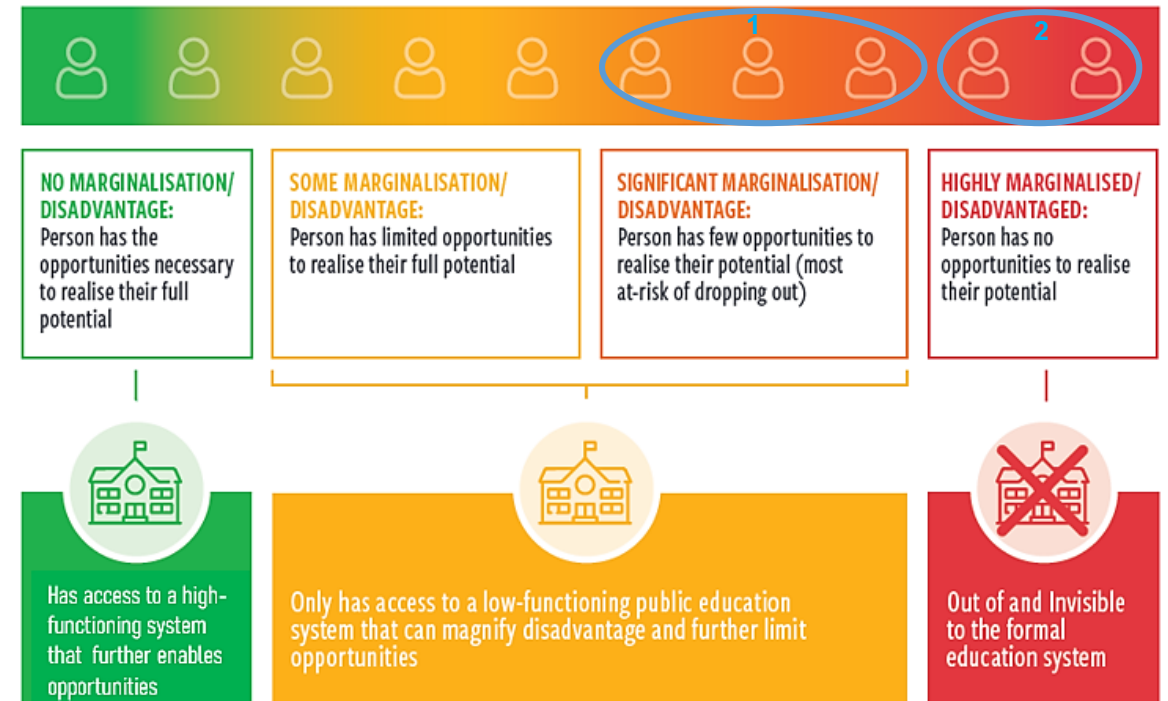 1
2
NO MARGINALISATION/
DISADVANTAGE:
Person has the
opportunities necessary
to realise their full
potential
SOME MARGINALISATION/
DISADVANTAGE:
Person has limited opportunities
to realise their full potential
SIGNIFICANT MARGINALISATION/
DISADVANTAGE:
Person has few opportunities to
realise their potential (most
at-risk of dropping out)
HIGHLY MARGINALISED/
DISADVANTAGED:
Person has no
opportunities to realise
their potential
Has access to a high-
functioning system
that further enables
opportunities
Only has access to a low-functioning public education
system that can magnify disadvantage and further limit
opportunities
Out of and Invisible
to the formal
education system